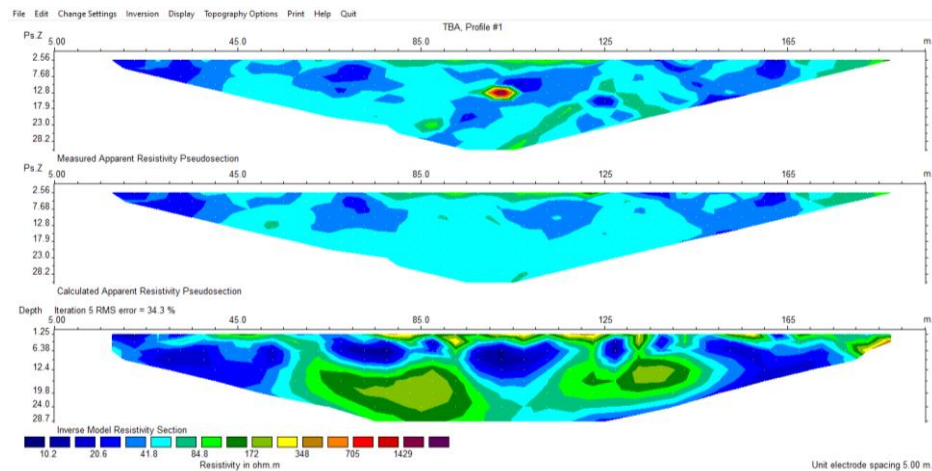 File Edit Change Settings Inversion Display Topography Options Print Help Quit
TBA, Profile #1
Ps.Z 5.00 45.0 85.0 125 165 m.
2.56
7.68
12.8
17.9
23.0
28.2
Measured Apparent Resistivity Pseudosection
Ps.Z 5.00 45.0 85.0 125 165 m.
2.56
7.68
12.8
17.9
23.0
28.2
Calculated Apparent Resistivity Pseudosection
Depth Iteration 5 RMS error = 34.3 %
5.00 45.0 85.0 125 165 m.
1.25
6.38
12.4
19.8
24.0
28.7
Inverse Model Resistivity Section
10.2 20.6 41.8 84.8 172 348 705 1429
Resistivity in ohm.m
Unit electrode spacing 5.00 m.